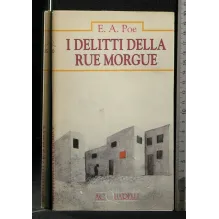 E. A. Poe
I DELITTI DELLA
RUE MORGUE